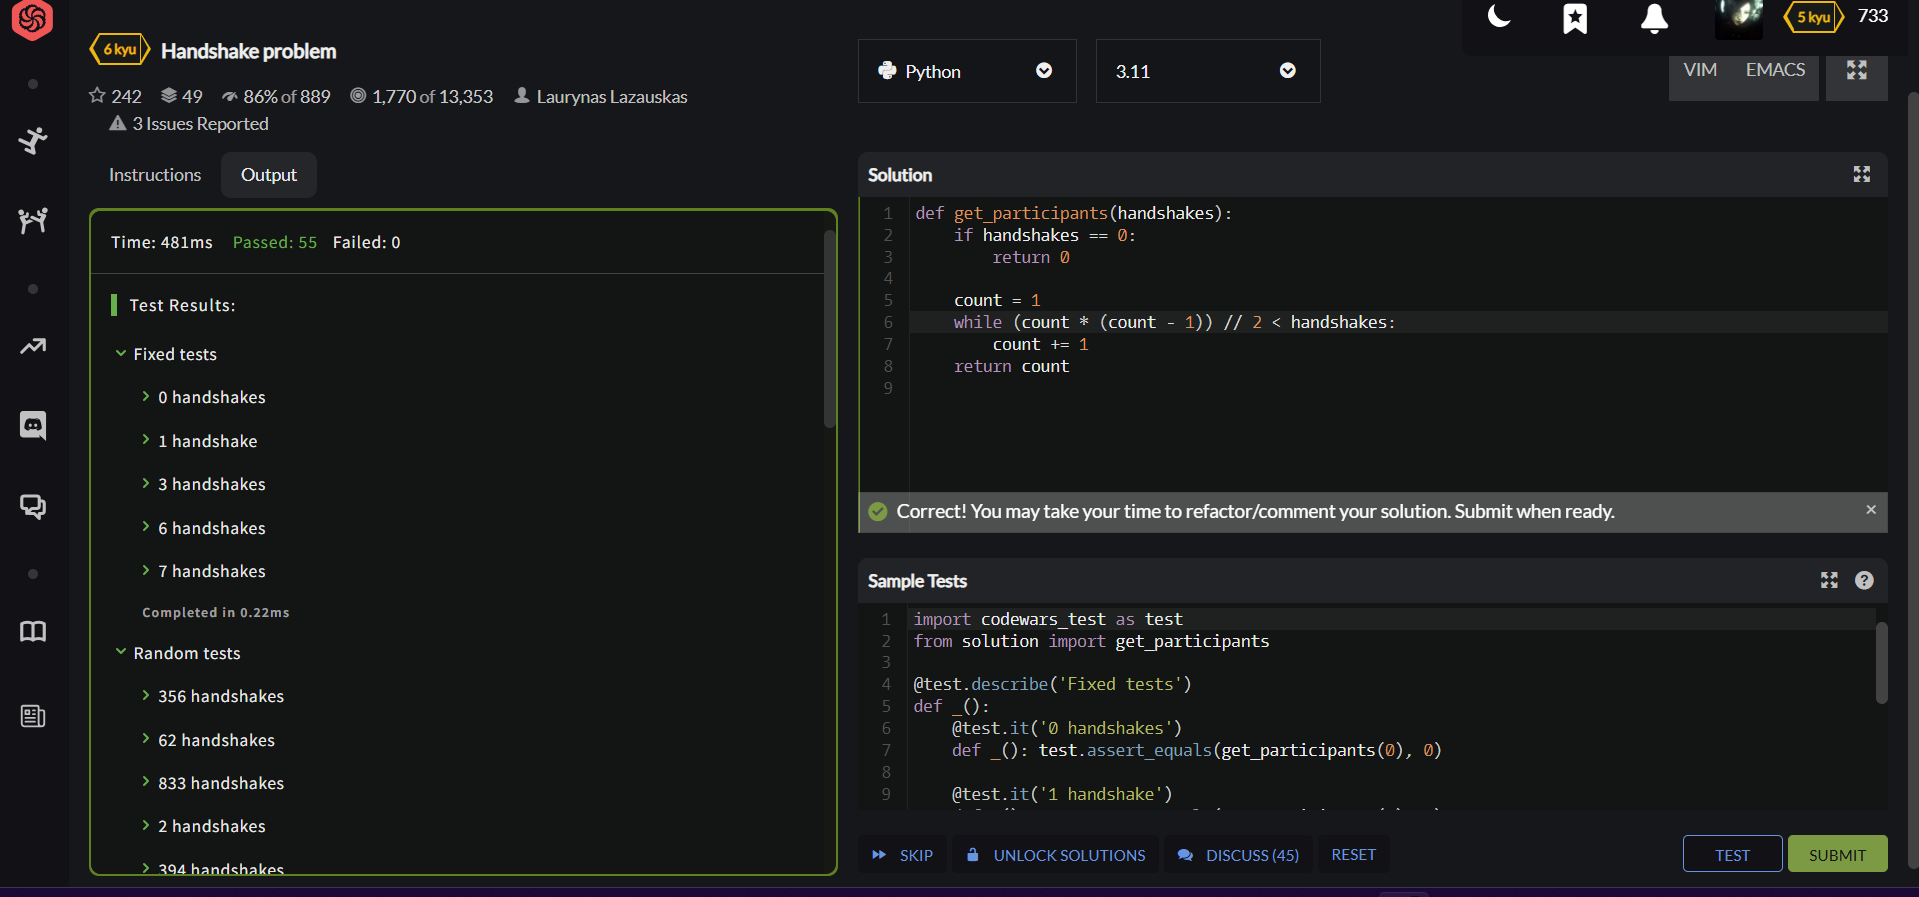 6 kyu Handshake problem
242 49 86% of 889 1,770 of 13,353 Laurynas Lazauskas
3 Issues Reported
Instructions Output
Time: 481ms Passed: 55 Failed: 0
Test Results:
Fixed tests
0 handshakes
1 handshake
3 handshakes
6 handshakes
7 handshakes
Completed in 0.22ms
Random tests
356 handshakes
62 handshakes
833 handshakes
2 handshakes
394 handshakes
5 kyu 733
Python 3.11 VIM EMACS
Solution
1 def get_participants(handshakes):
2 if handshakes == 0:
3 return 0
4
5 count = 1
6 while (count * (count - 1)) // 2 < handshakes:
7 count += 1
8 return count
9
Correct! You may take your time to refactor/comment your solution. Submit when ready. ×
Sample Tests ?
1 import codewars_test as test
2 from solution import get_participants
3
4 @test.describe('Fixed tests')
5 def _():
6 @test.it('0 handshakes')
7 def _(): test.assert_equals(get_participants(0), 0)
8
9 @test.it('1 handshake')
SKIP UNLOCK SOLUTIONS DISCUSS (45) RESET TEST SUBMIT